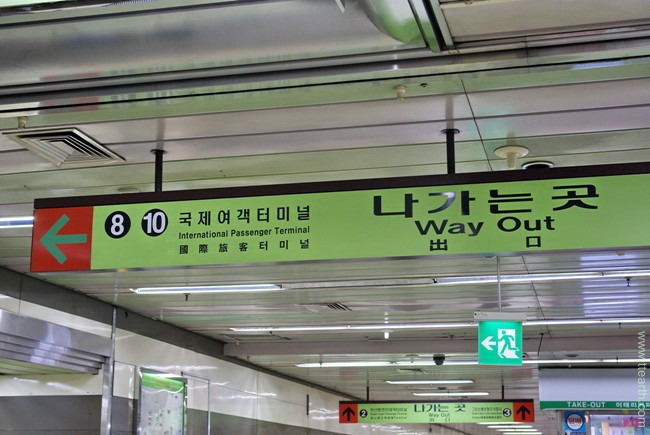 8 10 국제여객터미널
International Passenger Terminal
國際旅客터미널
나가는 곳
Way Out
出 口
2
나가는 곳
Way Out
3
TAKE-OUT